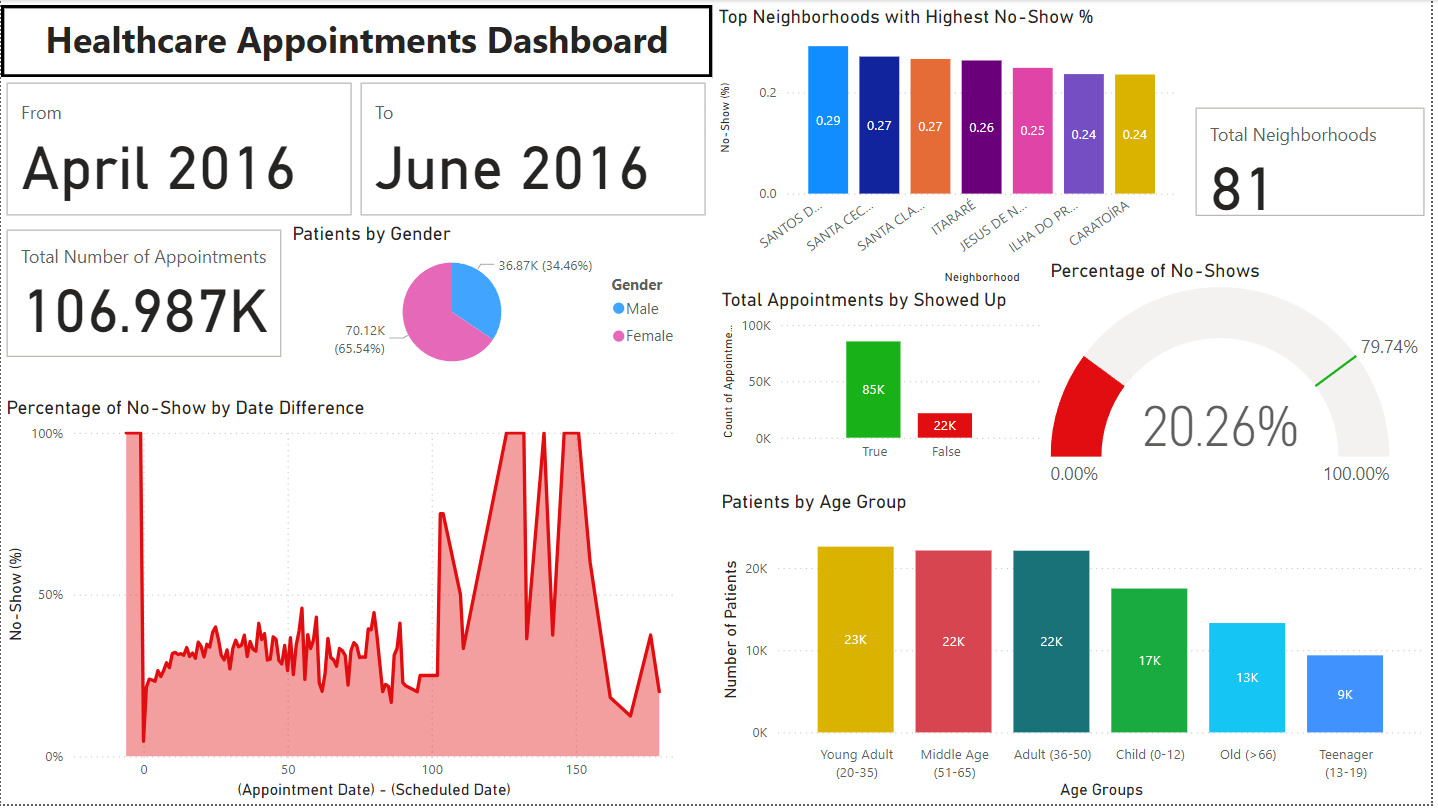 Healthcare Appointments Dashboard
From
April 2016
To
June 2016
Total Number of Appointments
106.987K
Patients by Gender
36.87K (34.46%)
70.12K
(65.54%)
Gender
Male
Female
Percentage of No-Show by Date Difference
No-Show (%)
100%
50%
0%
0
50
100
150
(Appointment Date) - (Scheduled Date)
Top Neighborhoods with Highest No-Show %
No-Show (%)
0.2
0.0
0.29
0.27
0.27
0.26
0.25
0.24
0.24
SANTOS D...
SANTA CEC...
SANTA CLA...
ITARARÉ
JESUS DE N...
ILHA DO PR...
CARATOÍRA
Neighborhood
Total Neighborhoods
81
Total Appointments by Showed Up
Count of Appointme...
100K
50K
0K
85K
22K
True
False
Percentage of No-Shows
79.74%
20.26%
0.00%
100.00%
Patients by Age Group
Number of Patients
20K
10K
0K
23K
22K
22K
17K
13K
9K
Young Adult
(20-35)
Middle Age
(51-65)
Adult (36-50)
Child (0-12)
Old (>66)
Teenager
(13-19)
Age Groups